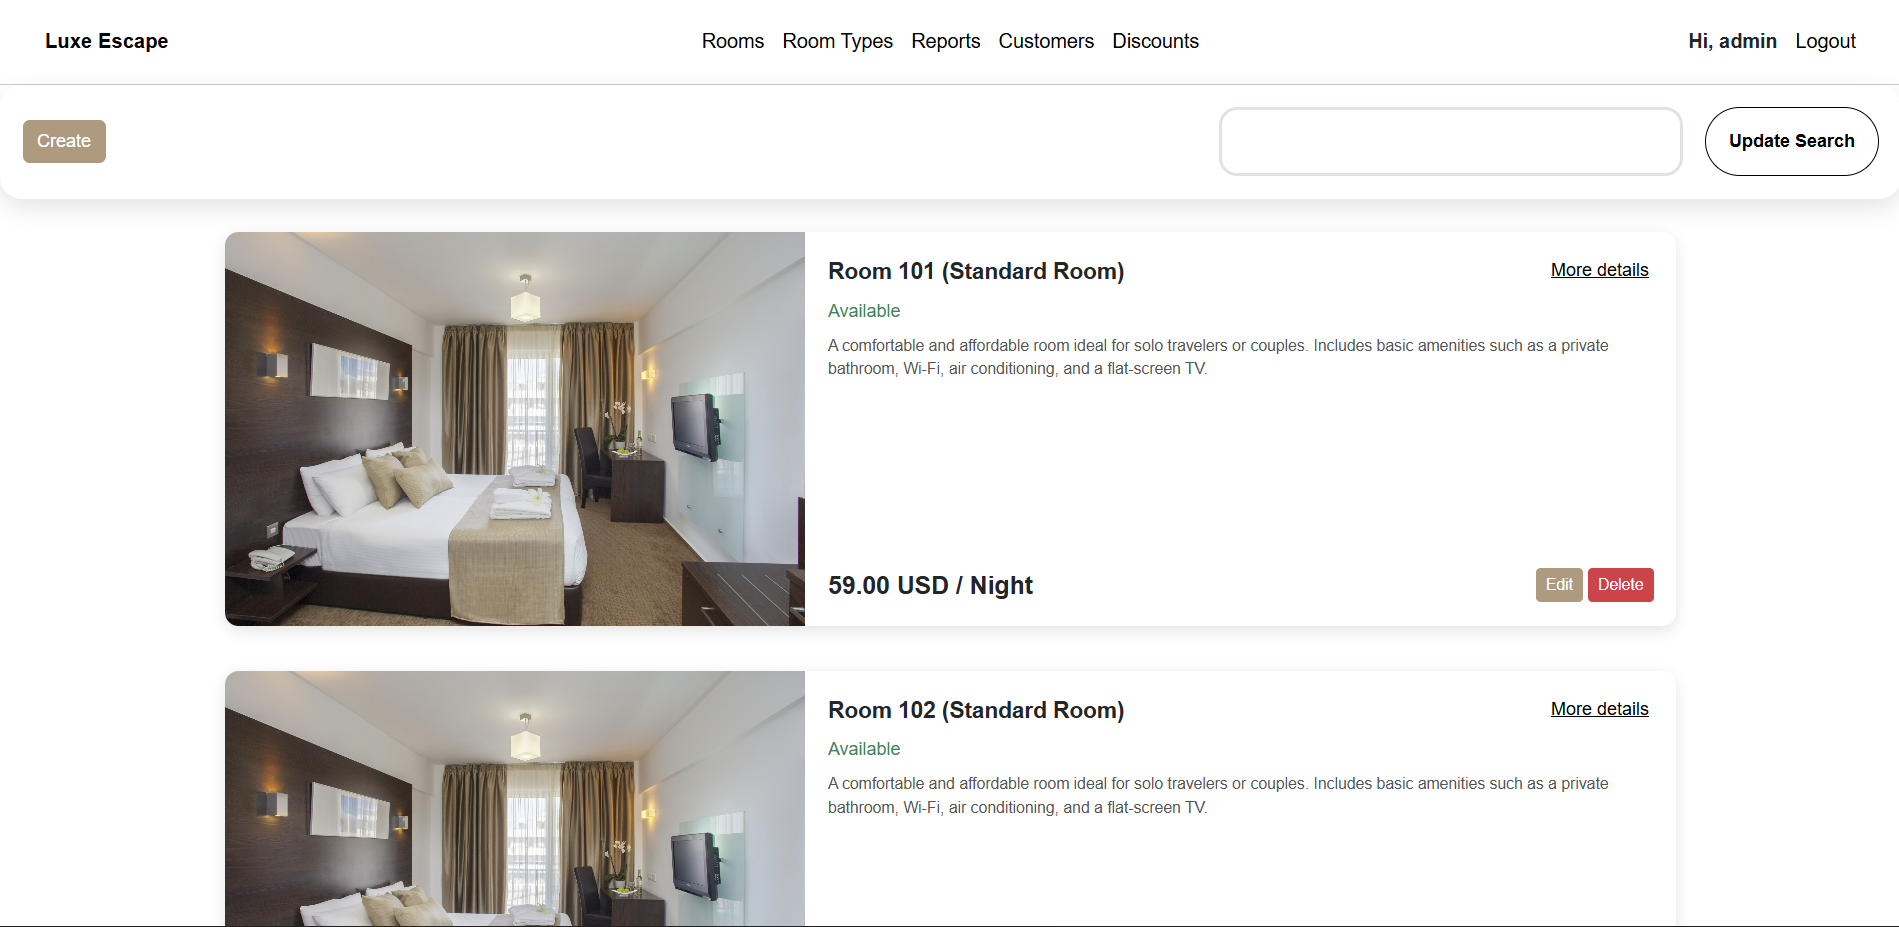 Luxe Escape
Rooms Room Types Reports Customers Discounts
Hi, admin Logout
Create
Update Search
Room 101 (Standard Room)
More details
Available
A comfortable and affordable room ideal for solo travelers or couples. Includes basic amenities such as a private
bathroom, Wi-Fi, air conditioning, and a flat-screen TV.
59.00 USD / Night
Edit Delete
Room 102 (Standard Room)
More details
Available
A comfortable and affordable room ideal for solo travelers or couples. Includes basic amenities such as a private
bathroom, Wi-Fi, air conditioning, and a flat-screen TV.